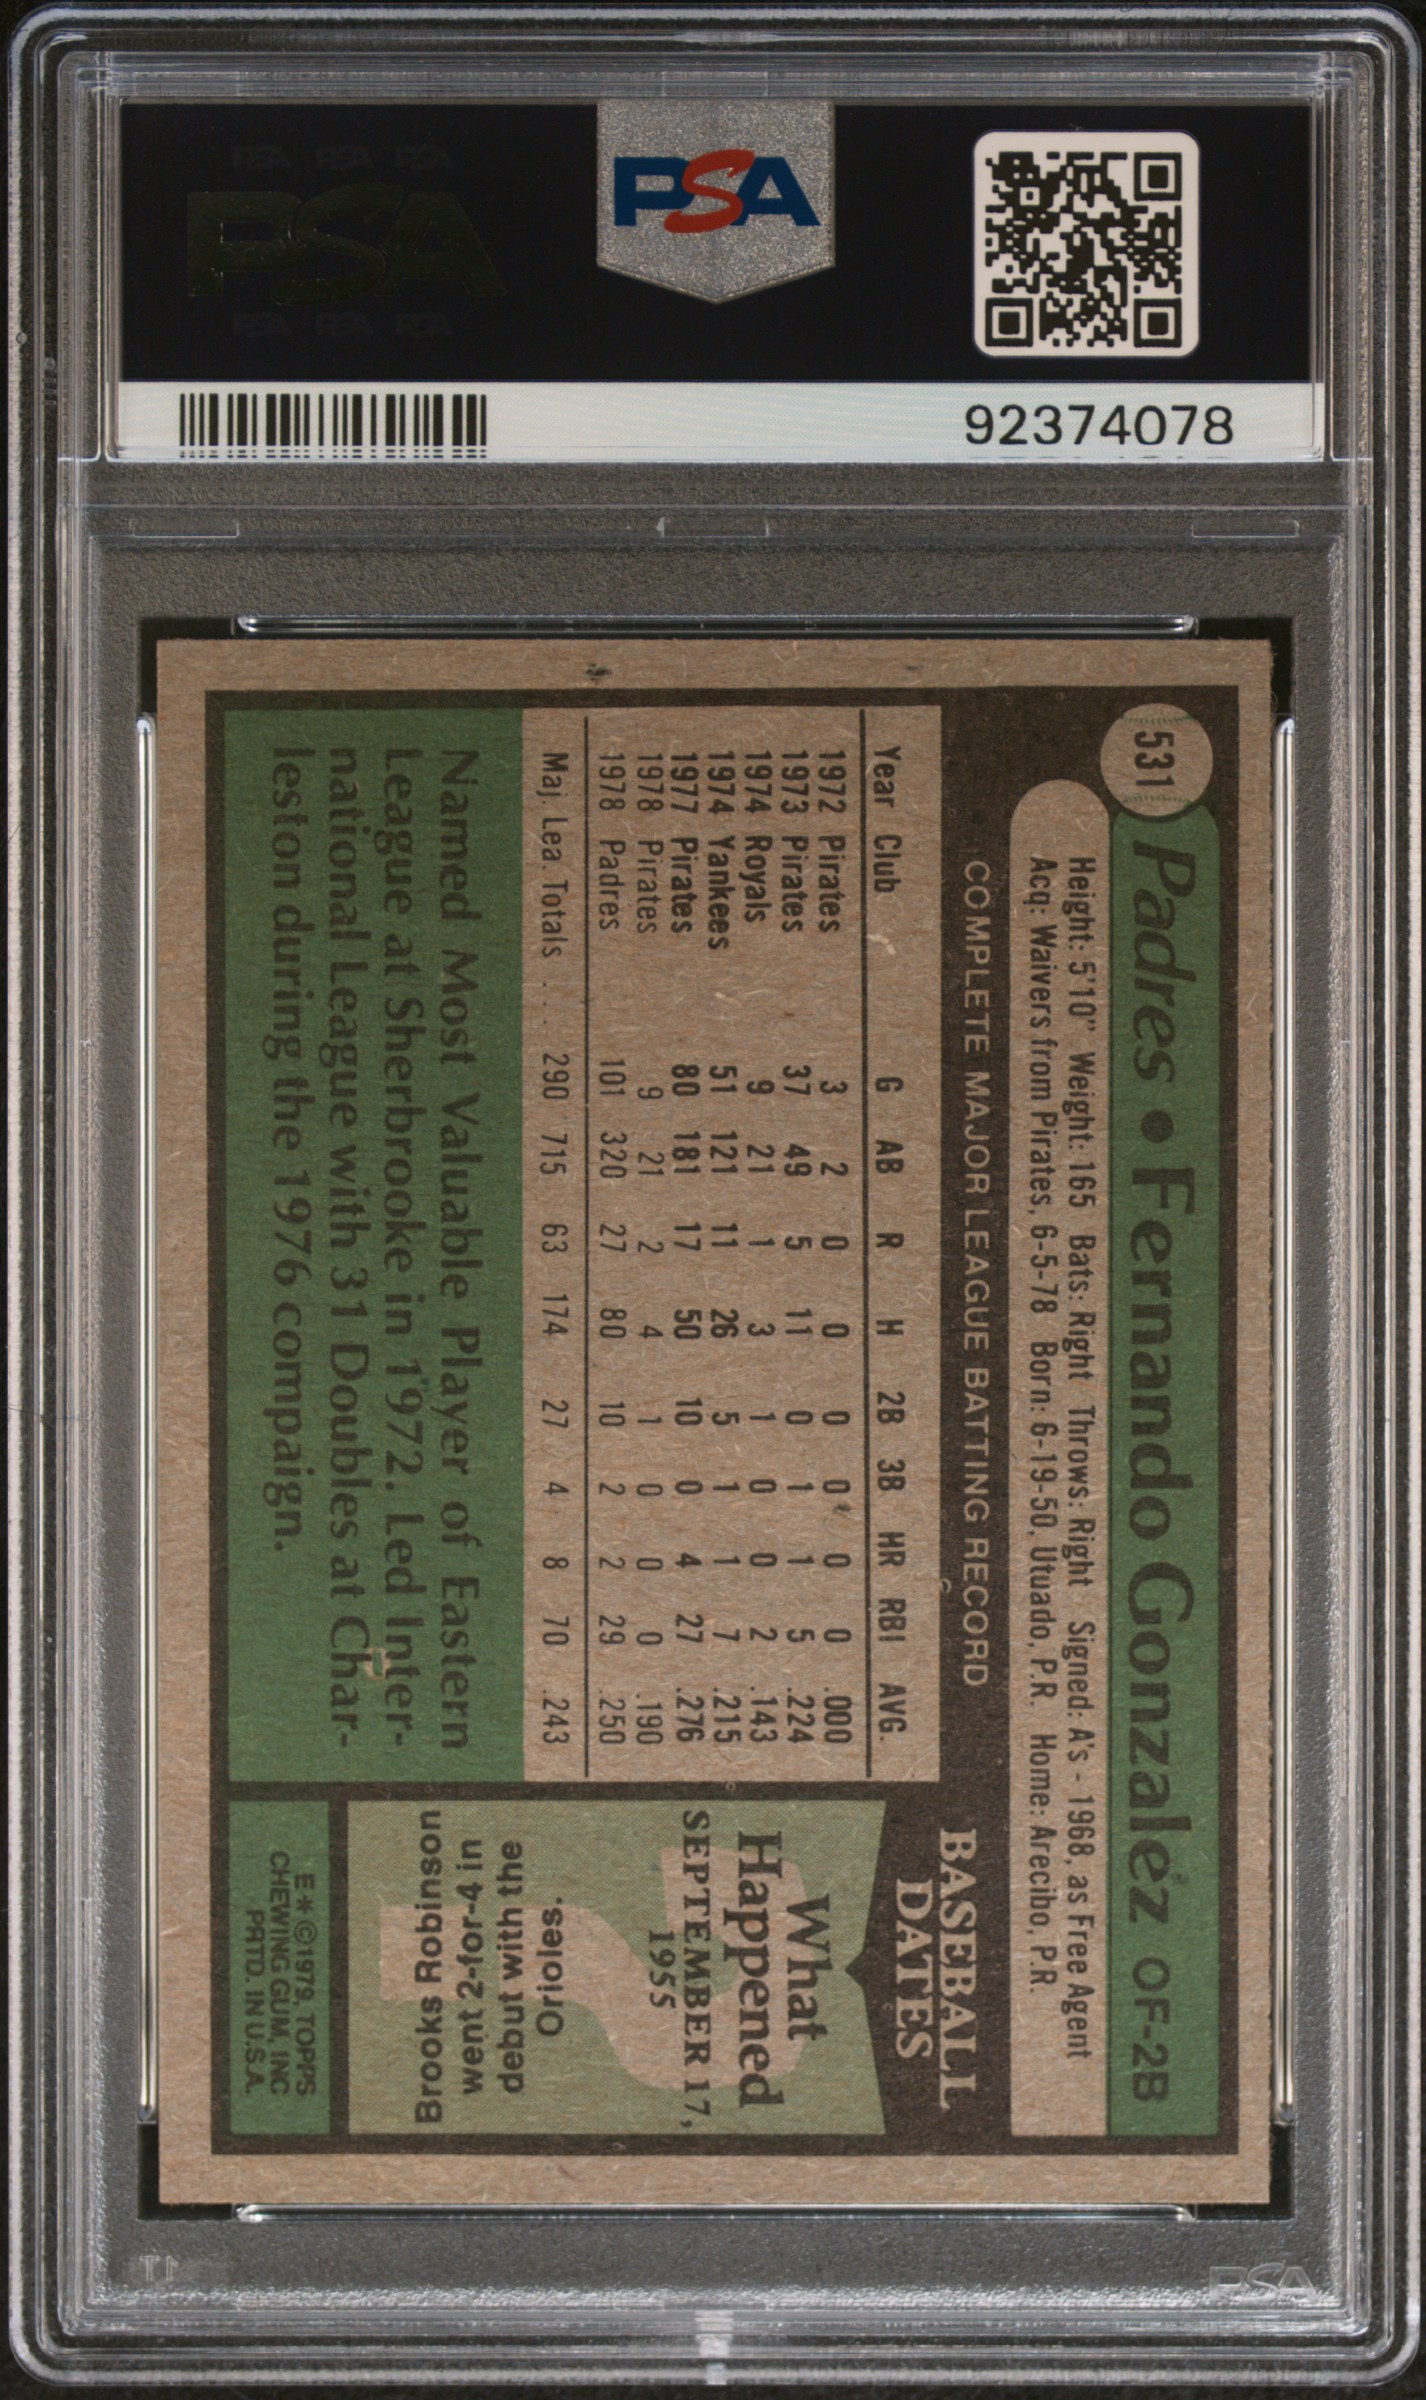 PSA PSA PSA
PSA
PSA PSA PSA
PSA
92374078
531
Padres • Fernando Gonzalez OF-2B
Height: 5'10" Weight: 165 Bats: Right Throws: Right Signed: A's - 1968, as Free Agent
Acq: Waivers from Pirates, 6-5-78 Born: 6-19-50, Utuado, P.R. Home: Arecibo, P.R.
COMPLETE MAJOR LEAGUE BATTING RECORD
Year Club G AB R H 2B 3B HR RBI AVG.
1972 Pirates 3 2 0 0 0 0 0 0 .000
1973 Pirates 37 49 5 11 0 1 1 5 .224
1974 Royals 9 21 1 3 1 0 0 2 .143
1974 Yankees 51 121 11 26 5 1 1 7 .215
1977 Pirates 80 181 17 50 10 0 4 27 .276
1978 Pirates 9 21 2 4 1 0 0 0 .190
1978 Padres 101 320 27 80 10 2 2 29 .250
Maj. Lea. Totals . . . 290 715 63 174 27 4 8 70 .243
Named Most Valuable Player of Eastern
League at Sherbrooke in 1972. Led Inter-
national League with 31 Doubles at Char-
leston during the 1976 compaign.
BASEBALL
DATES
What
Happened
SEPTEMBER 17,
1955
Brooks Robinson
went 2-for-4 in
debut with the
Orioles.
E*©1979, TOPPS
CHEWING GUM, INC
PRTD. IN U.S.A.
PSA